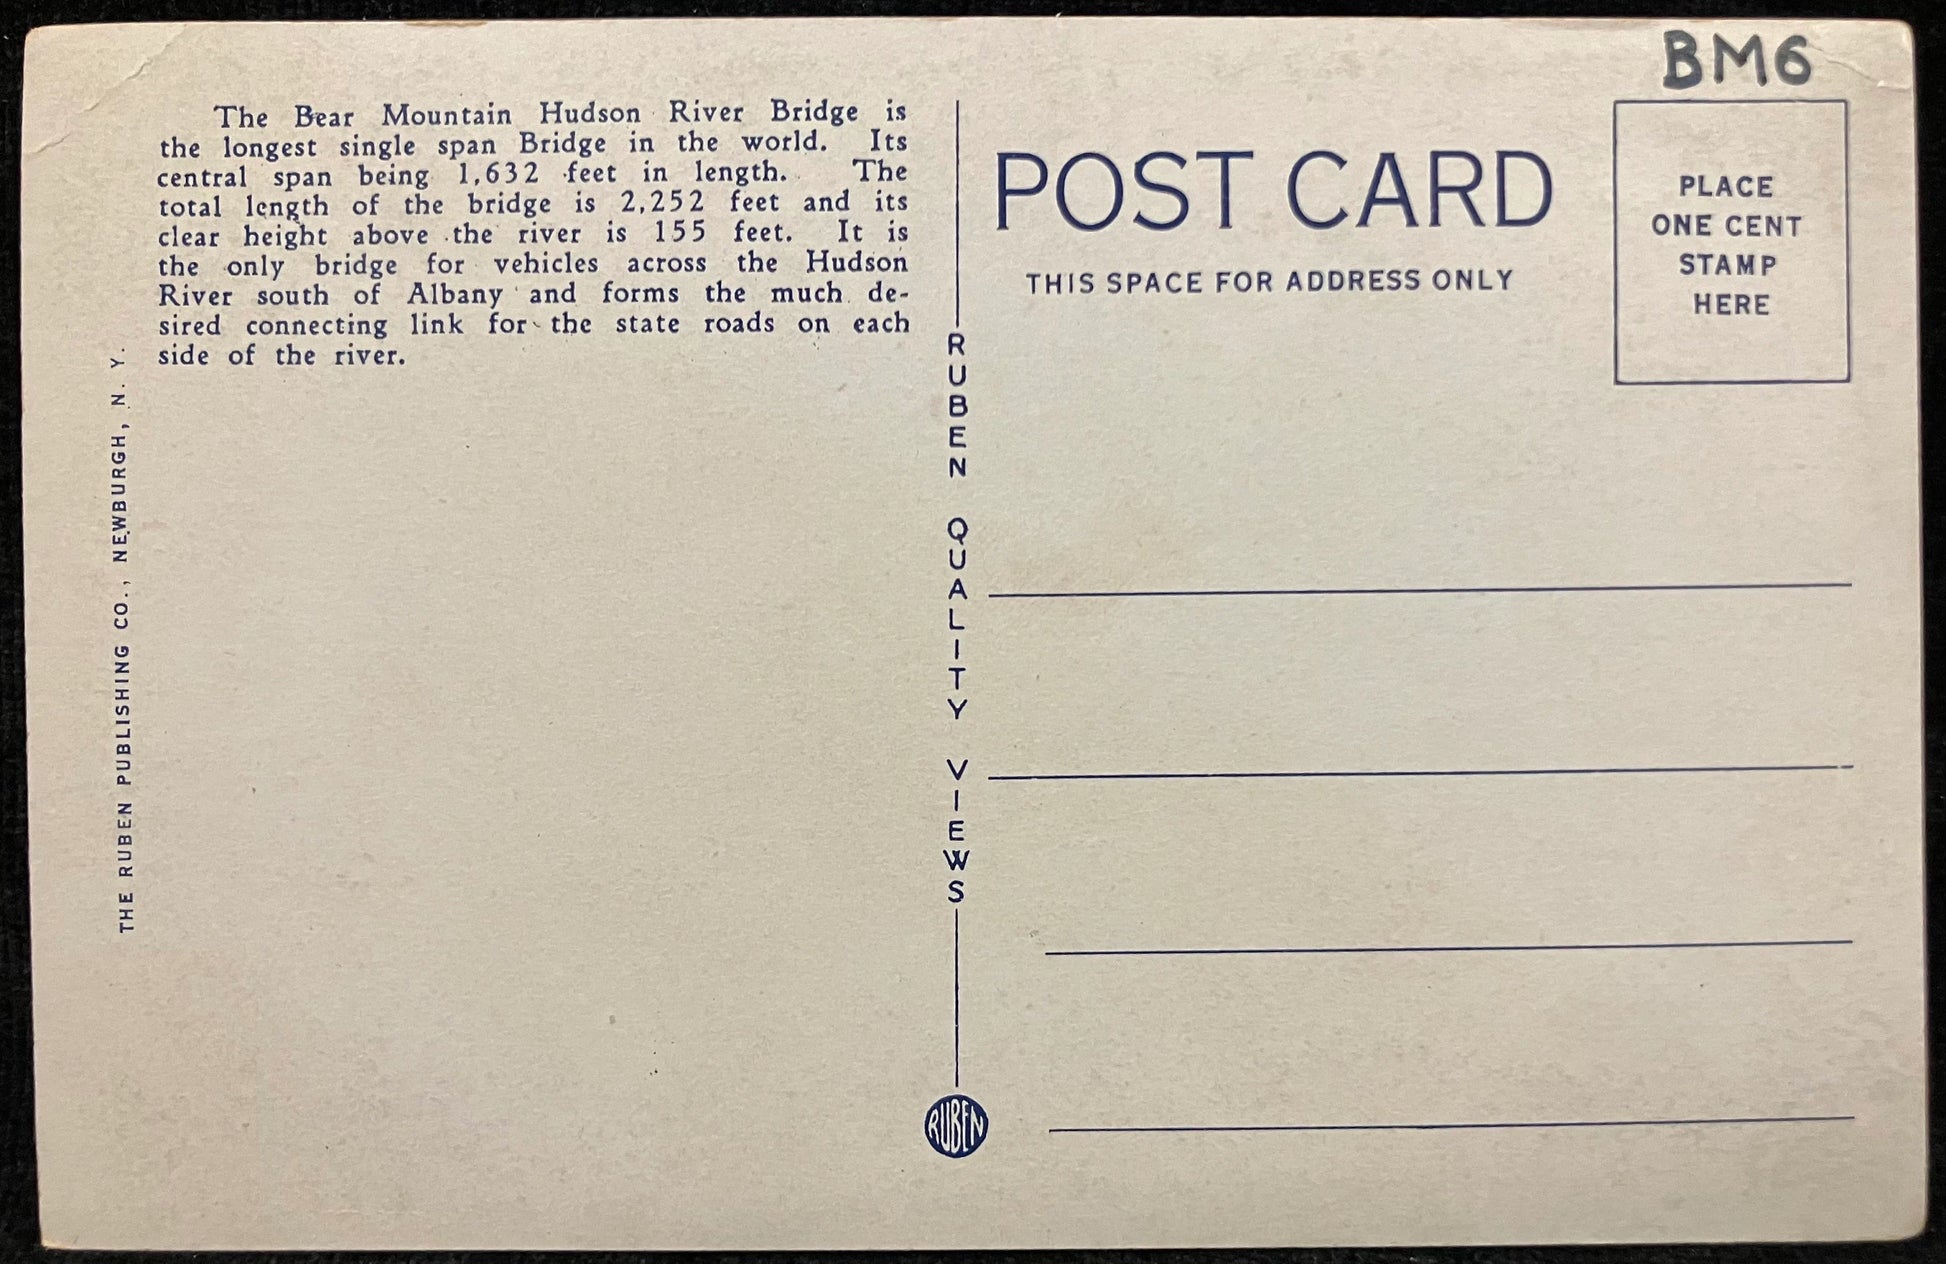 BM6
The Bear Mountain Hudson River Bridge is
the longest single span Bridge in the world. Its
central span being 1,632 feet in length. The
total length of the bridge is 2,252 feet and its
clear height above the river is 155 feet. It is
the only bridge for vehicles across the Hudson
River south of Albany and forms the much de-
sired connecting link for the state roads on each
side of the river.
THE RUBEN PUBLISHING CO., NEWBURGH, N. Y.
RUBEN QUALITY VIEWS
RUBEN
POST CARD
THIS SPACE FOR ADDRESS ONLY
PLACE
ONE CENT
STAMP
HERE